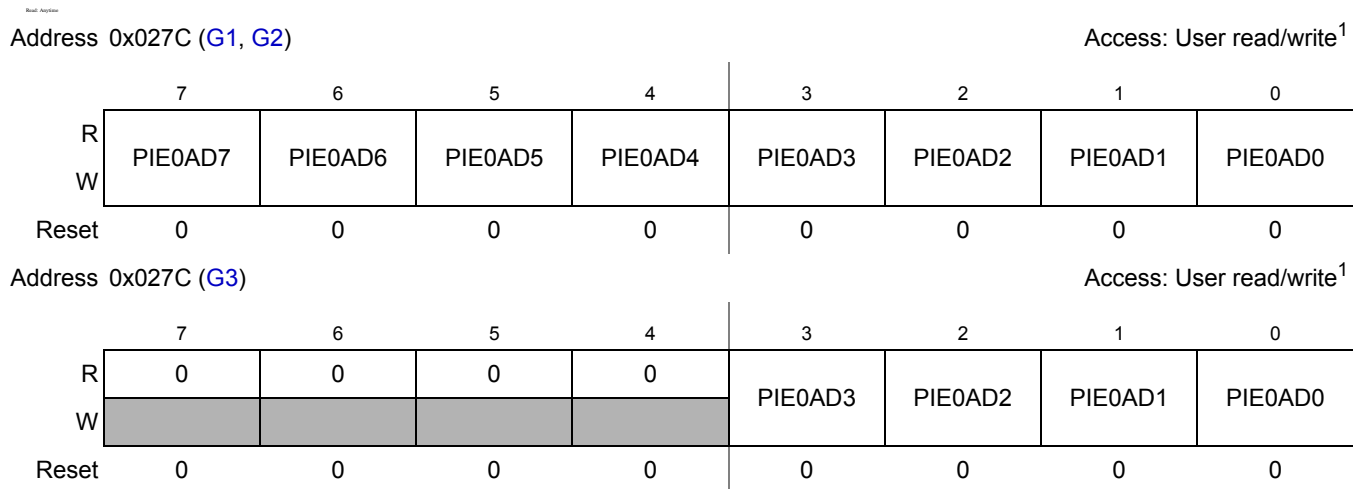 Read: Anytime
Address 0x027C (G1, G2) Access: User read/write1
7 6 5 4 3 2 1 0
R
PIE0AD7 PIE0AD6 PIE0AD5 PIE0AD4 PIE0AD3 PIE0AD2 PIE0AD1 PIE0AD0
W
Reset 0 0 0 0 0 0 0 0
Address 0x027C (G3) Access: User read/write1
7 6 5 4 3 2 1 0
R 0 0 0 0
PIE0AD3 PIE0AD2 PIE0AD1 PIE0AD0
W
Reset 0 0 0 0 0 0 0 0